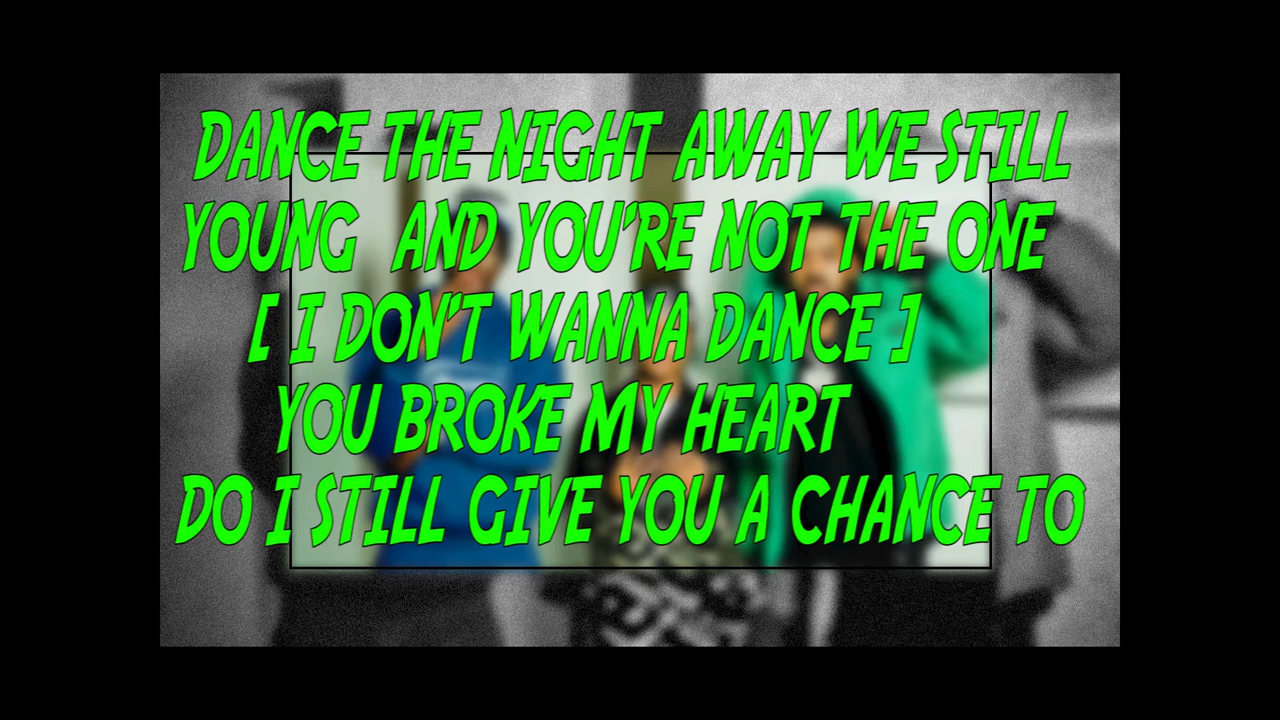 DANCE THE NIGHT AWAY WE STILL
YOUNG AND YOU'RE NOT THE ONE
[ I DON'T WANNA DANCE ]
YOU BROKE MY HEART
DO I STILL GIVE YOU A CHANCE TO